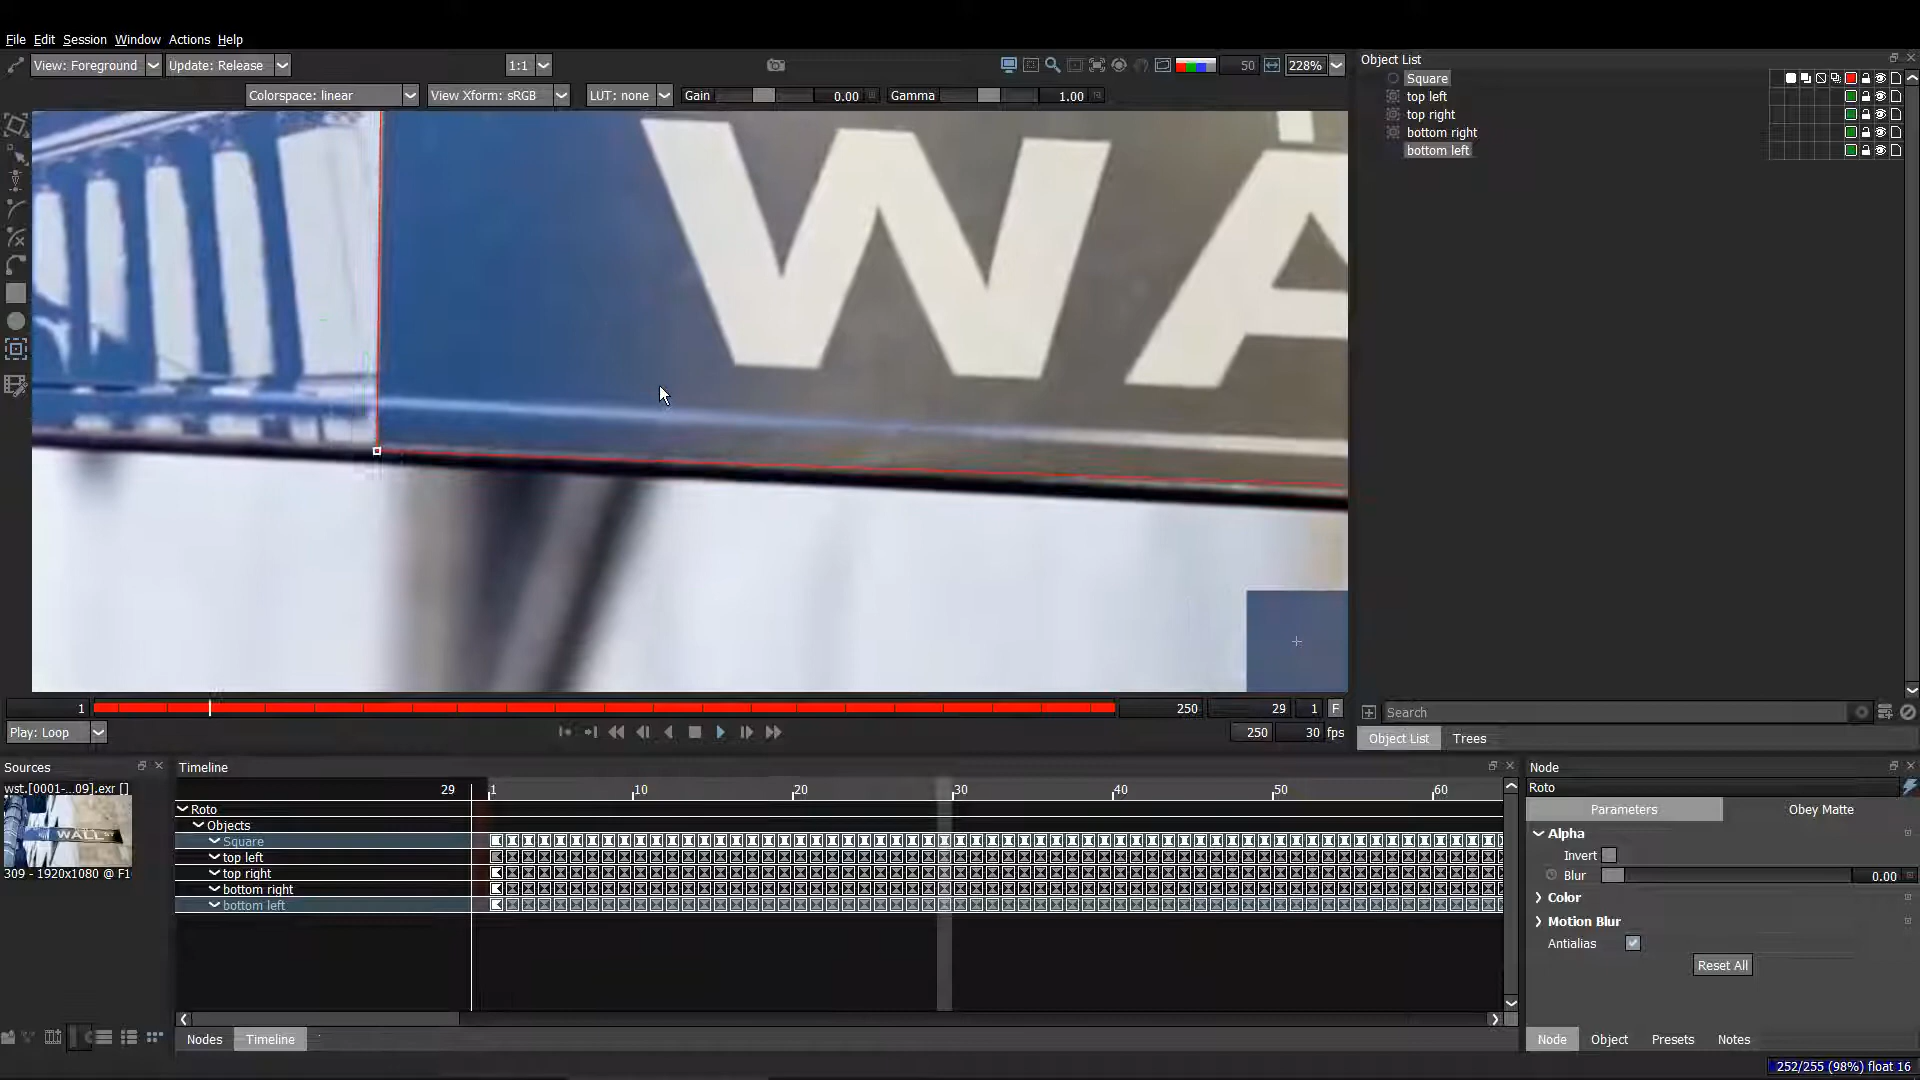 File Edit Session Window Actions Help
View: Foreground Update: Release 1:1 50 228%
Colorspace: linear View Xform: sRGB LUT: none Gain 0.00 Gamma 1.00
WA
Object List
Square
top left
top right
bottom right
bottom left
Search
Object List Trees
1 250 29 1 F
Play: Loop 250 30 fps
Sources
wst.[0001-...09].exr []
WALL ST
309 - 1920x1080 @ F1
Timeline
29 1 10 20 30 40 50 60
Roto
Objects
Square
top left
top right
bottom right
bottom left
Nodes Timeline
Node
Roto
Parameters Obey Matte
Alpha
Invert
Blur 0.00
Color
Motion Blur
Antialias
Reset All
Node Object Presets Notes
252/255 (98%) float 16